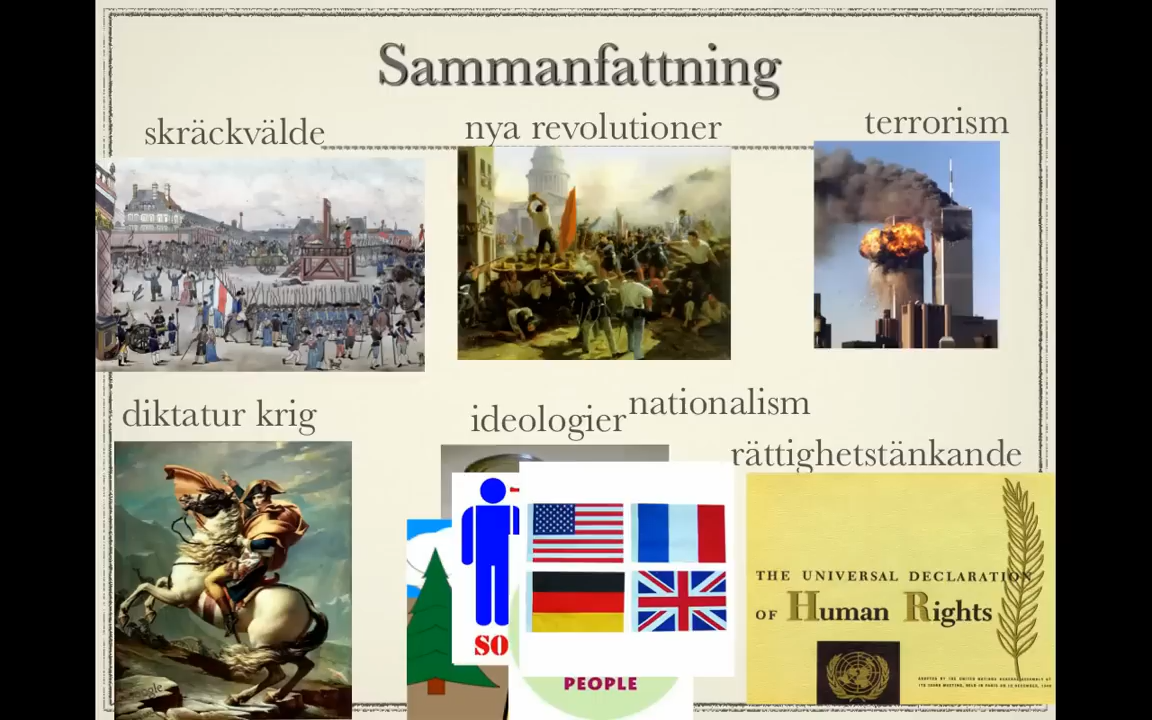 Sammanfattning
skräckvälde
nya revolutioner
terrorism
diktatur krig
ideologier
nationalism
rättighetstänkande
SO
PEOPLE
THE UNIVERSAL DECLARATION
OF Human Rights